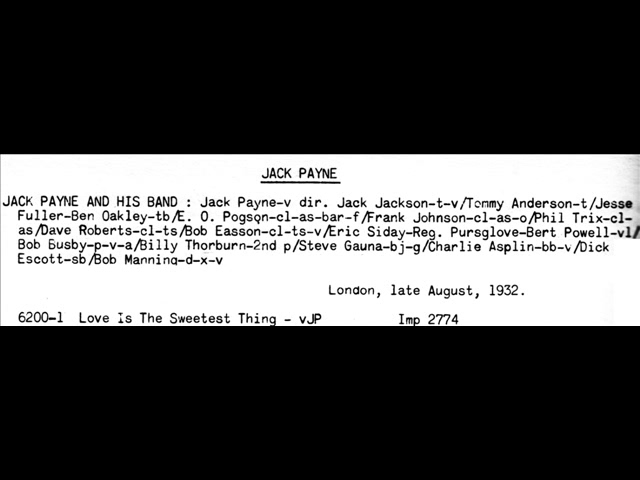 JACK PAYNE
JACK PAYNE AND HIS BAND : Jack Payne-v dir. Jack Jackson-t-v/Tommy Anderson-t/Jesse
Fuller-Ben Oakley-tb/E. O. Pogson-cl-as-bar-f/Frank Johnson-cl-as-o/Phil Trix-cl-
as/Dave Roberts-cl-ts/Bob Easson-cl-ts-v/Eric Siday-Reg. Pursglove-Bert Powell-vl/
Bob Busby-p-v-a/Billy Thorburn-2nd p/Steve Gauna-bj-g/Charlie Asplin-bb-v/Dick
Escott-sb/Bob Manning-d-x-v
London, late August, 1932.
6200-1 Love Is The Sweetest Thing - vJP Imp 2774